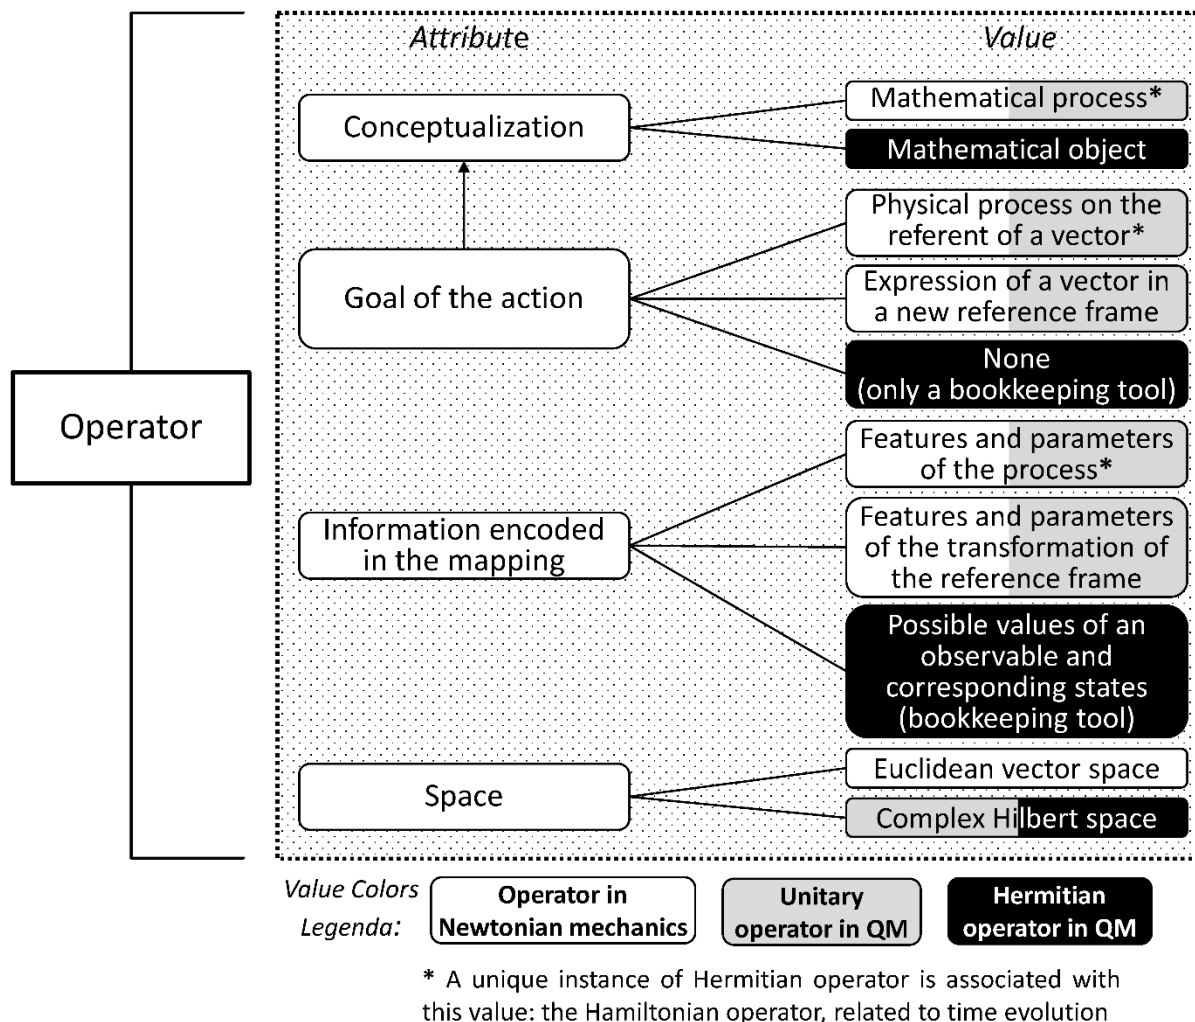 Attribute
Value
Operator
Conceptualization
Mathematical process*
Mathematical object
Goal of the action
Physical process on the
referent of a vector*
Expression of a vector in
a new reference frame
None
(only a bookkeeping tool)
Information encoded
in the mapping
Features and parameters
of the process*
Features and parameters
of the transformation of
the reference frame
Possible values of an
observable and
corresponding states
(bookkeeping tool)
Space
Euclidean vector space
Complex Hilbert space
Value Colors
Legenda:
Operator in
Newtonian mechanics
Unitary
operator in QM
Hermitian
operator in QM
* A unique instance of Hermitian operator is associated with
this value: the Hamiltonian operator, related to time evolution